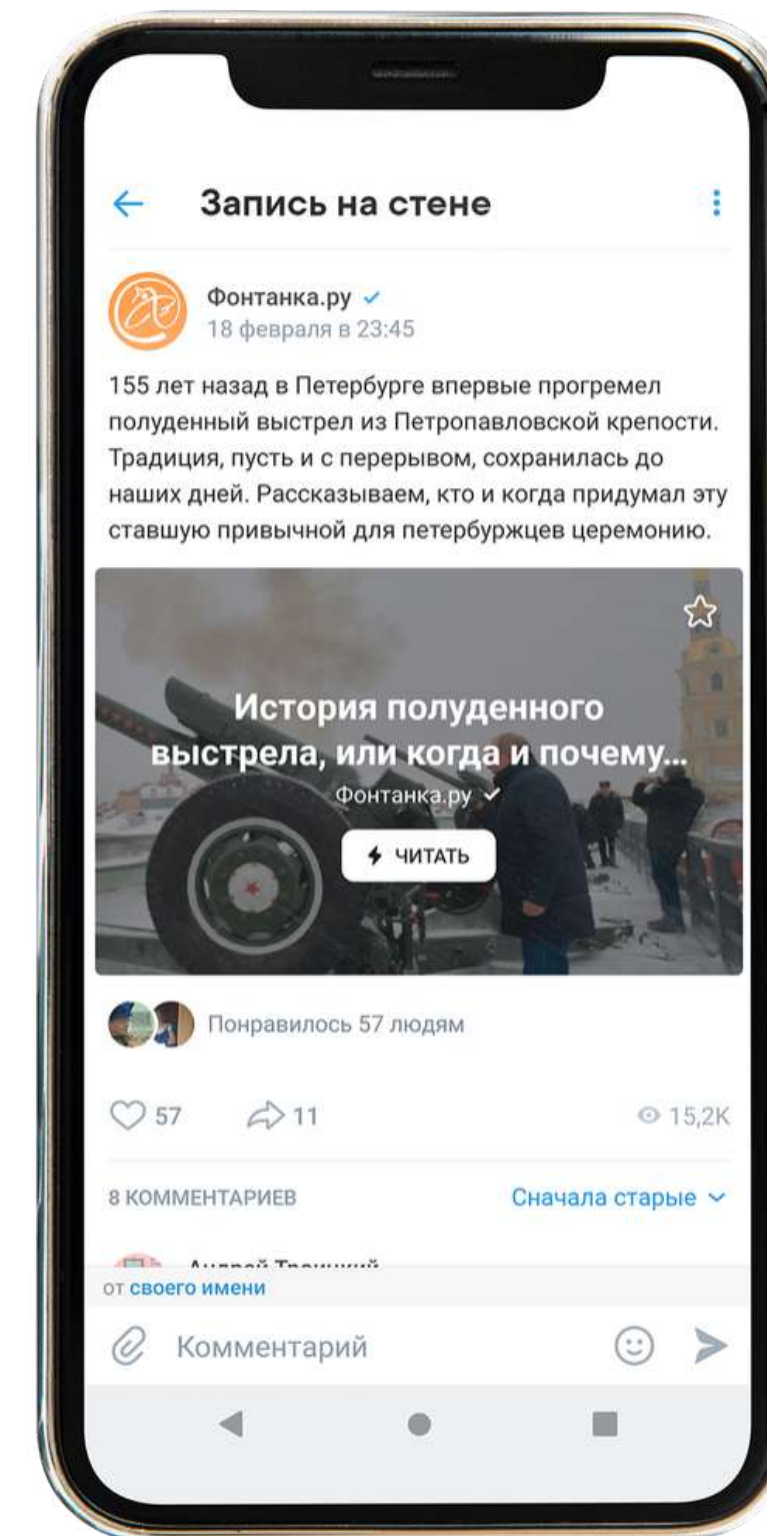 Запись на стене
Фонтанка.ру
18 февраля в 23:45
155 лет назад в Петербурге впервые прогремел
полуденный выстрел из Петропавловской крепости.
Традиция, пусть и с перерывом, сохранилась до
наших дней. Рассказываем, кто и когда придумал эту
ставшую привычной для петербуржцев церемонию.
История полуденного
выстрела, или когда и почему...
Фонтанка.ру
ЧИТАТЬ
Понравилось 57 людям
57 11 15,2K
8 КОММЕНТАРИЕВ Сначала старые
Андрей
от своего имени
Комментарий